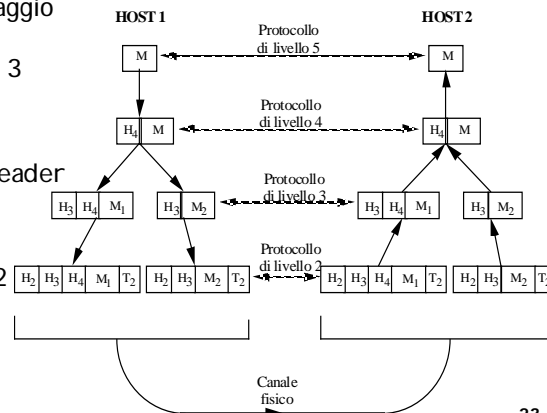 aggio
HOST 1
HOST 2
Protocollo
di livello 5
M
M
3
Protocollo
di livello 4
H4 M
H4 M
eader
Protocollo
di livello 3
H3 H4 M1
H3 M2
H3 H4 M1
H3 M2
Protocollo
di livello 2
2
H2 H3 H4 M1 T2
H2 H3 M2 T2
H2 H3 H4 M1 T2
H2 H3 M2 T2
Canale
fisico